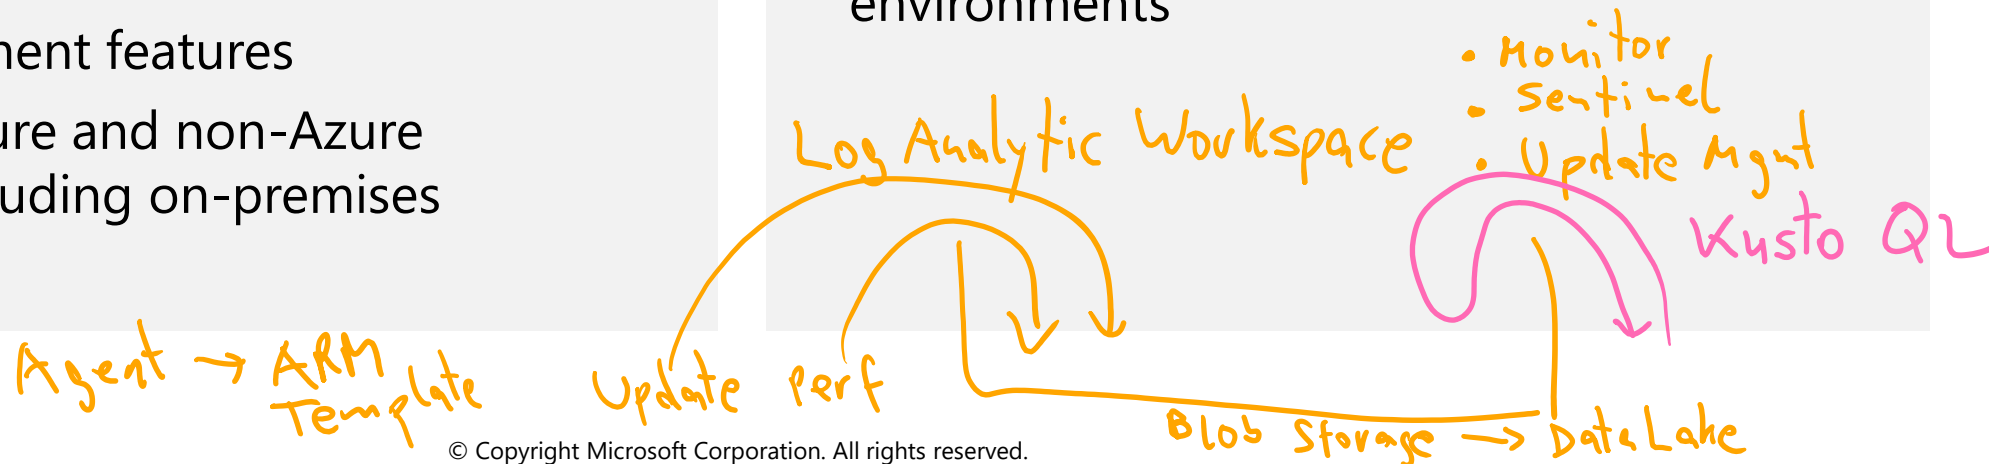 ment features
ure and non-Azure
uding on-premises
environments
• Monitor
• Sentinel
• Update Mgmt
Log Analytic Workspace
Kusto QL
Agent → ARM
Template
Update Perf
Blob Storage → DataLake
© Copyright Microsoft Corporation. All rights reserved.